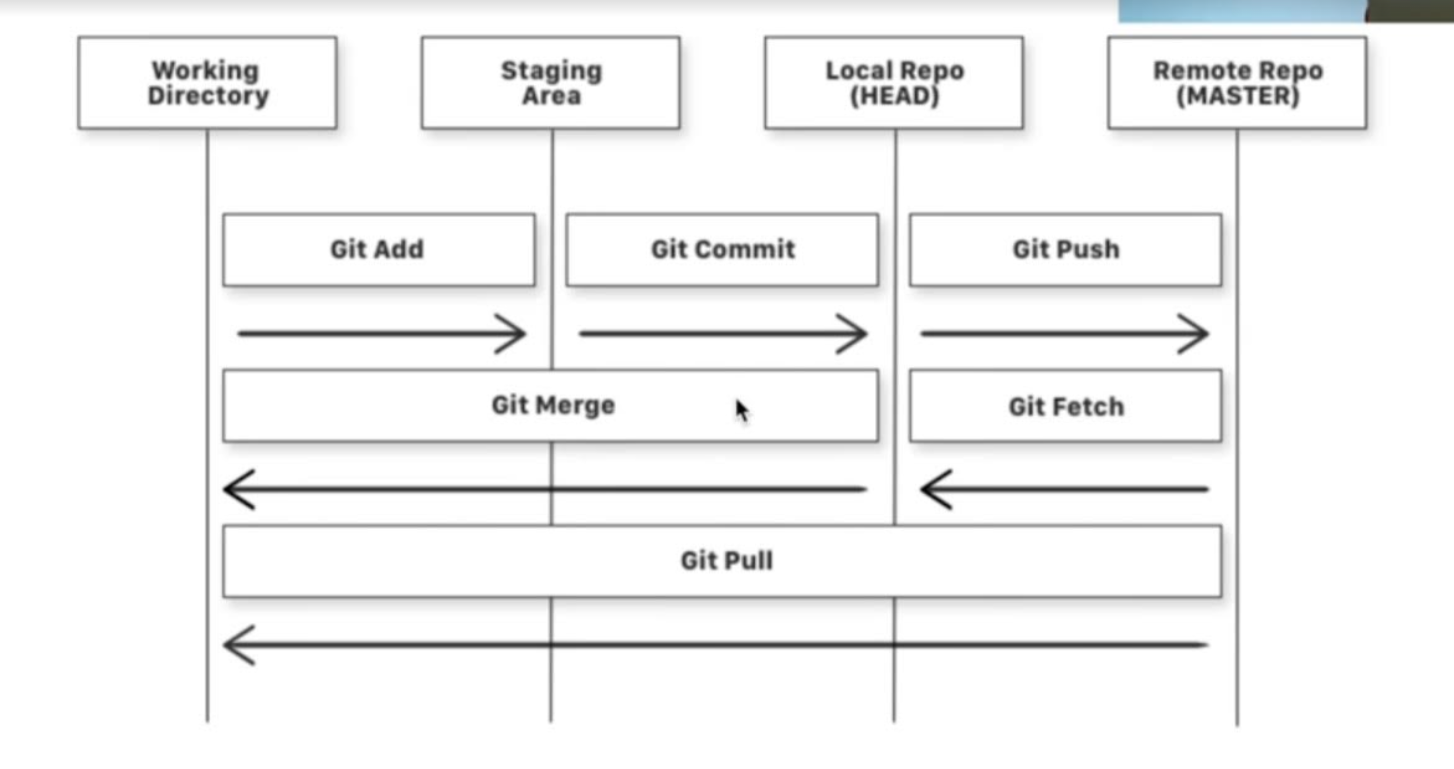 Working
Directory
Staging
Area
Local Repo
(HEAD)
Remote Repo
(MASTER)
Git Add
Git Commit
Git Push
Git Merge
Git Fetch
Git Pull